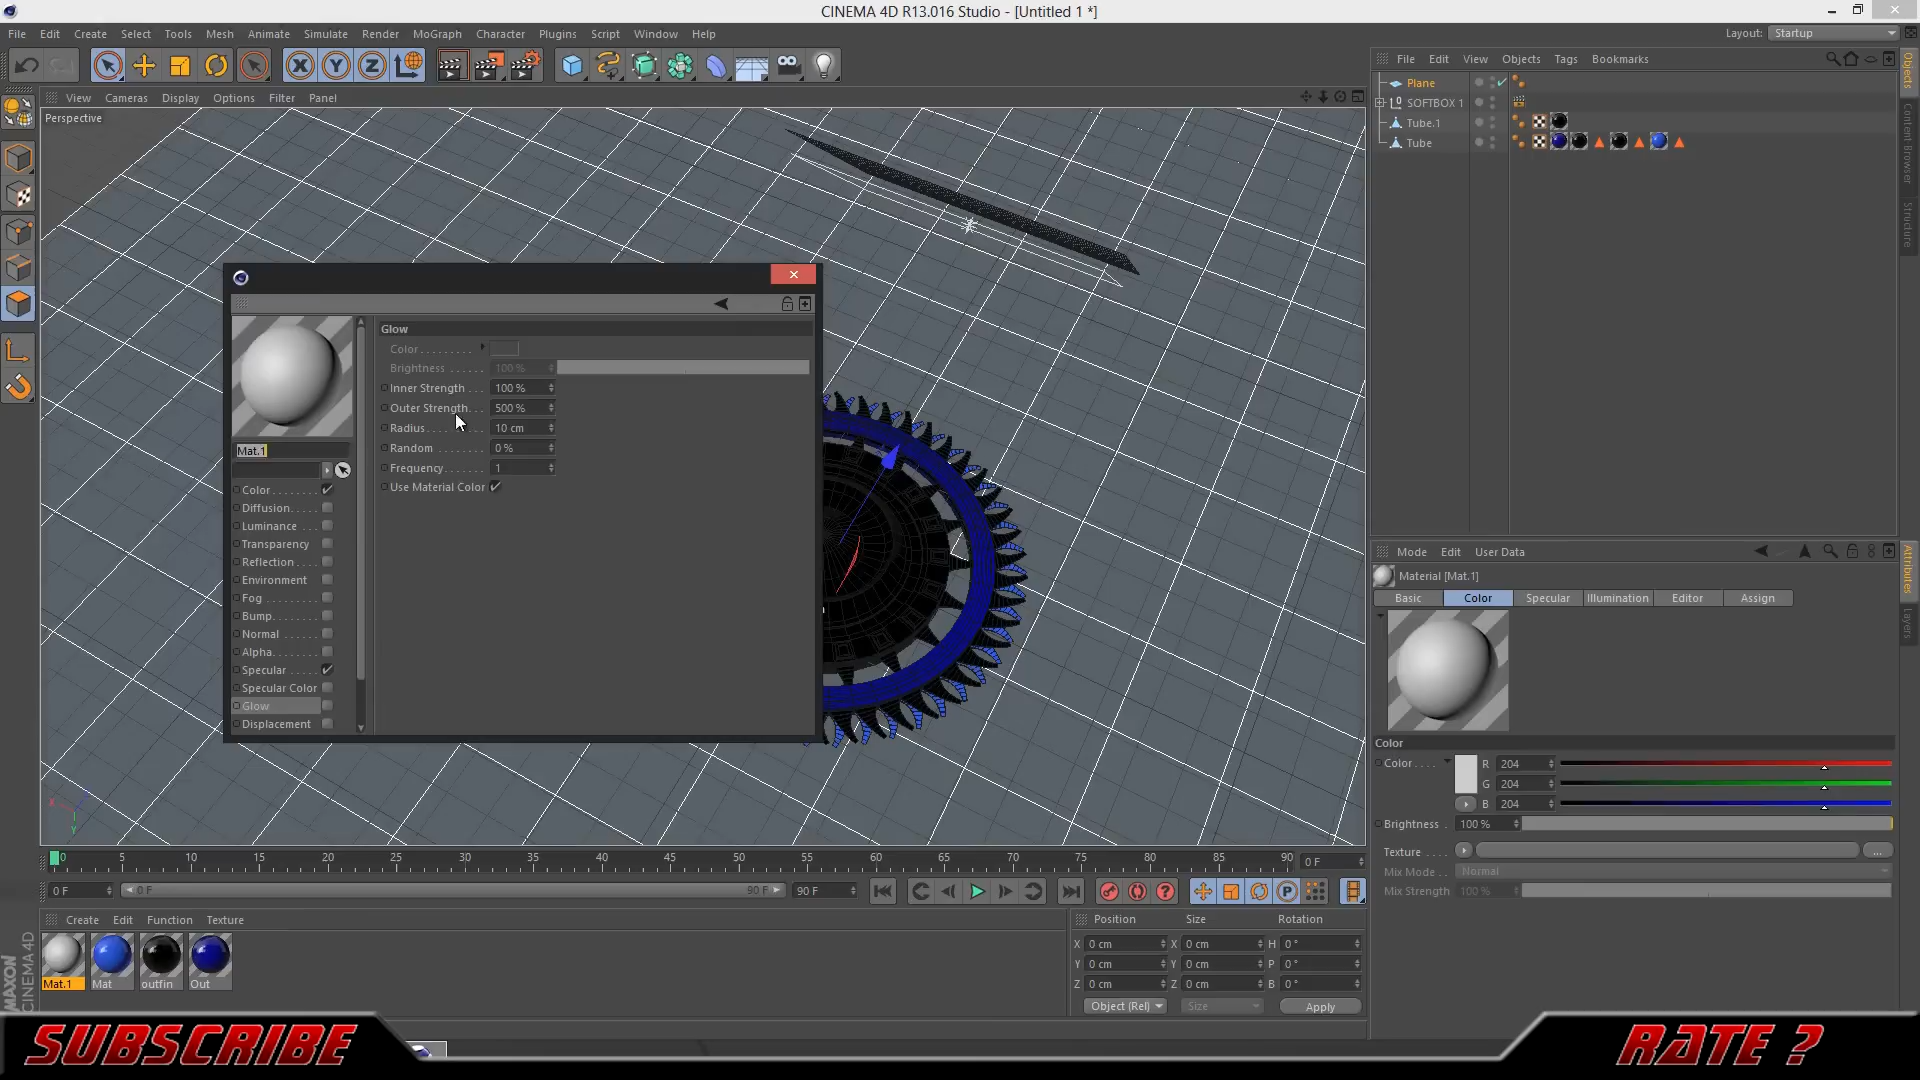 CINEMA 4D R13.016 Studio - [Untitled 1 *]
File Edit Create Select Tools Mesh Animate Simulate Render MoGraph Character Plugins Script Window Help
Layout: Startup
File Edit View Objects Tags Bookmarks
View Cameras Display Options Filter Panel
Perspective
Plane
SOFTBOX 1
Tube.1
Tube
Objects
Content Browser
Structure
Glow
Color
Brightness 100 %
Inner Strength 100 %
Outer Strength 500 %
Radius 10 cm
Random 0 %
Frequency 1
Use Material Color
Mat.1
Color
Diffusion
Luminance
Transparency
Reflection
Environment
Fog
Bump
Normal
Alpha
Specular
Specular Color
Glow
Displacement
Mode Edit User Data
Material [Mat.1]
Basic Color Specular Illumination Editor Assign
Attributes
Layers
Color
Color R 204
G 204
B 204
Brightness 100 %
Texture ...
Mix Mode Normal
Mix Strength 100 %
X
Y
0 5 10 15 20 25 30 35 40 45 50 55 60 65 70 75 80 85 90 0 F
0 F 0 F 90 F 90 F
Create Edit Function Texture
Mat.1 Mat outfin Out
MAXON
CINEMA 4D
Position Size Rotation
X 0 cm X 0 cm H 0 °
Y 0 cm Y 0 cm P 0 °
Z 0 cm Z 0 cm B 0 °
Object (Rel) Size Apply
SUBSCRIBE
RATE ?